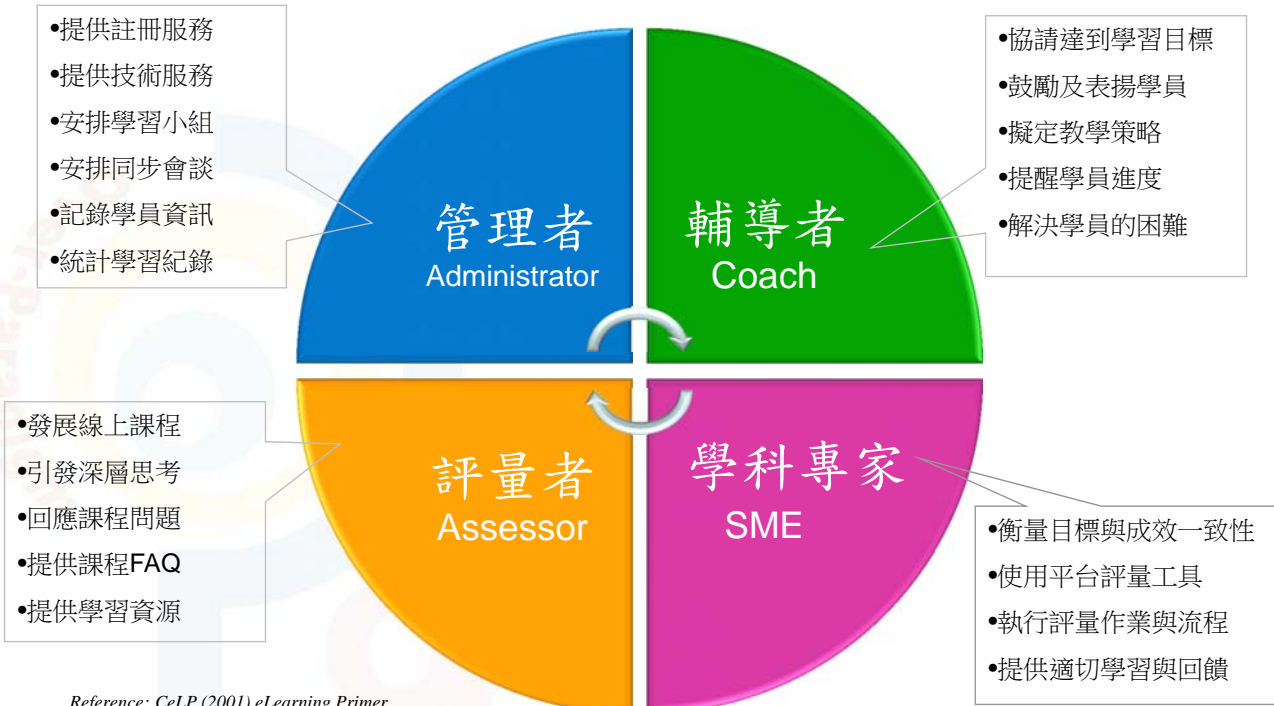 •提供註冊服務
•提供技術服務
•安排學習小組
•安排同步會談
•記錄學員資訊
•統計學習紀錄
管理者
Administrator
•協請達到學習目標
•鼓勵及表揚學員
•擬定教學策略
•提醒學員進度
•解決學員的困難
輔導者
Coach
•發展線上課程
•引發深層思考
•回應課程問題
•提供課程FAQ
•提供學習資源
評量者
Assessor
學科專家
SME
•衡量目標與成效一致性
•使用平台評量工具
•執行評量作業與流程
•提供適切學習與回饋
Reference: CeLP (2001) eLearning Primer